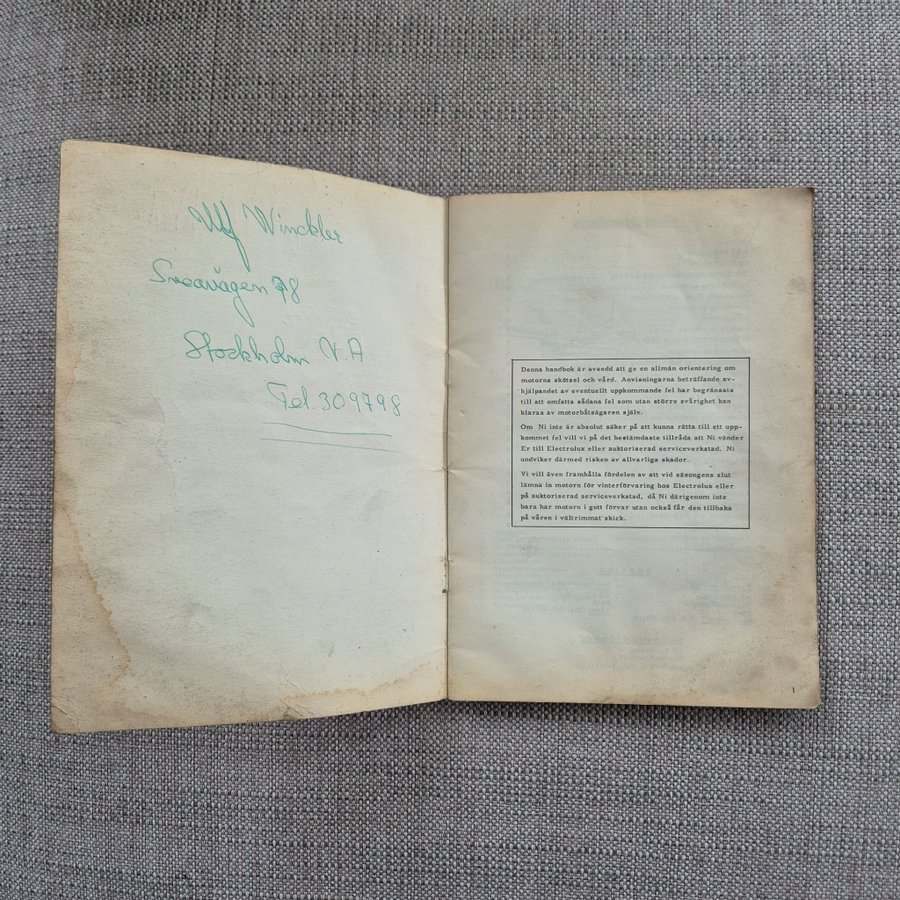 Ulf Winckler
Sveavägen 98
Stockholm V.A
Tel. 309798
Denna handbok är avsedd att ge en allmän orientering om
motorns skötsel och vård. Anvisningarna beträffande av-
hjälpandet av eventuellt uppkommande fel har begränsats
till att omfatta sådana fel som utan större svårighet kan
klaras av motorbåtsägaren själv.
Om Ni inte är absolut säker på att kunna rätta till ett upp-
kommet fel vill vi på det bestämdaste tillråda att Ni vänder
Er till Electrolux eller auktoriserad serviceverkstad. Ni
undviker därmed risken av allvarliga skador.
Vi vill även framhålla fördelen av att vid säsongens slut
lämna in motorn för vinterförvaring hos Electrolux eller
på auktoriserad serviceverkstad, då Ni därigenom inte
bara har motorn i gott förvar utan också får den tillbaka
på våren i vältrimmat skick.
1